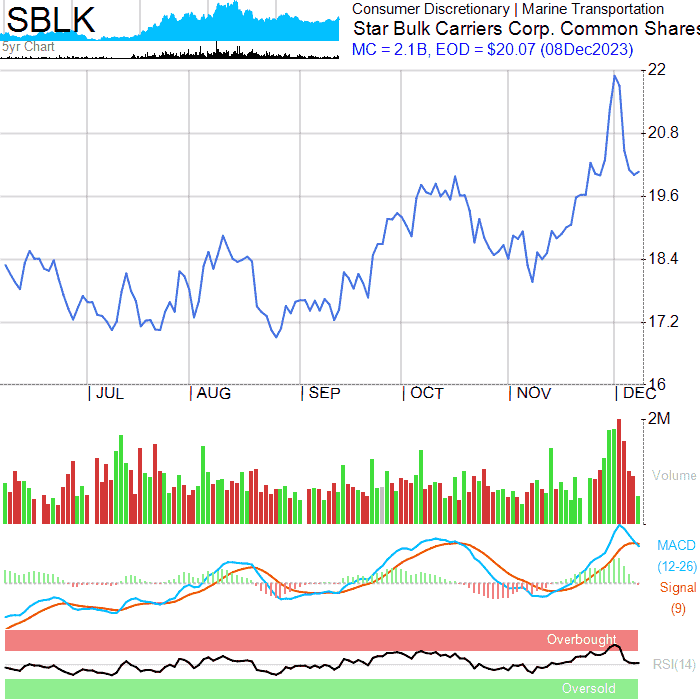 SBLK
Consumer Discretionary | Marine Transportation
Star Bulk Carriers Corp. Common Shares
MC = 2.1B, EOD = $20.07 (08Dec2023)
5yr Chart
22
20.8
19.6
18.4
17.2
16
| JUL | AUG | SEP | OCT | NOV | DEC
2M
Volume
MACD
(12-26)
Signal
(9)
Overbought
RSI(14)
Oversold